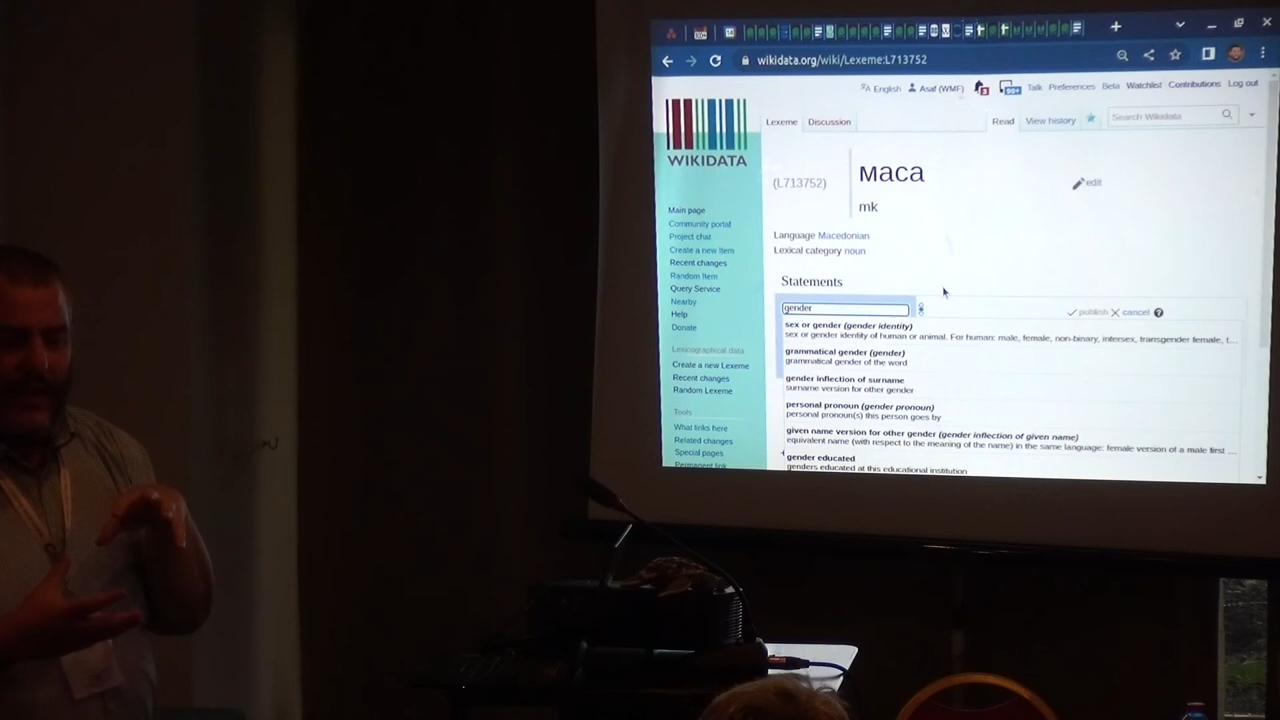 wikidata.org/wiki/Lexeme:L713752
English
Asaf (WMF)
3
99+
Talk
Preferences
Beta
Watchlist
Contributions
Log out
WIKIDATA
Lexeme
Discussion
Read
View history
Search Wikidata
(L713752)
маса
edit
mk
Language Macedonian
Lexical category noun
Statements
gender
publish
cancel
sex or gender (gender identity)
sex or gender identity of human or animal. For human: male, female, non-binary, intersex, transgender female, t...
grammatical gender (gender)
grammatical gender of the word
gender inflection of surname
surname version for other gender
personal pronoun (gender pronoun)
personal pronoun(s) this person goes by
given name version for other gender (gender inflection of given name)
equivalent name (with respect to the meaning of the name) in the same language: female version of a male first ...
gender educated
genders educated at this educational institution
Main page
Community portal
Project chat
Create a new Item
Recent changes
Random Item
Query Service
Nearby
Help
Donate
Lexicographical data
Create a new Lexeme
Recent changes
Random Lexeme
Tools
What links here
Related changes
Special pages
Permanent link